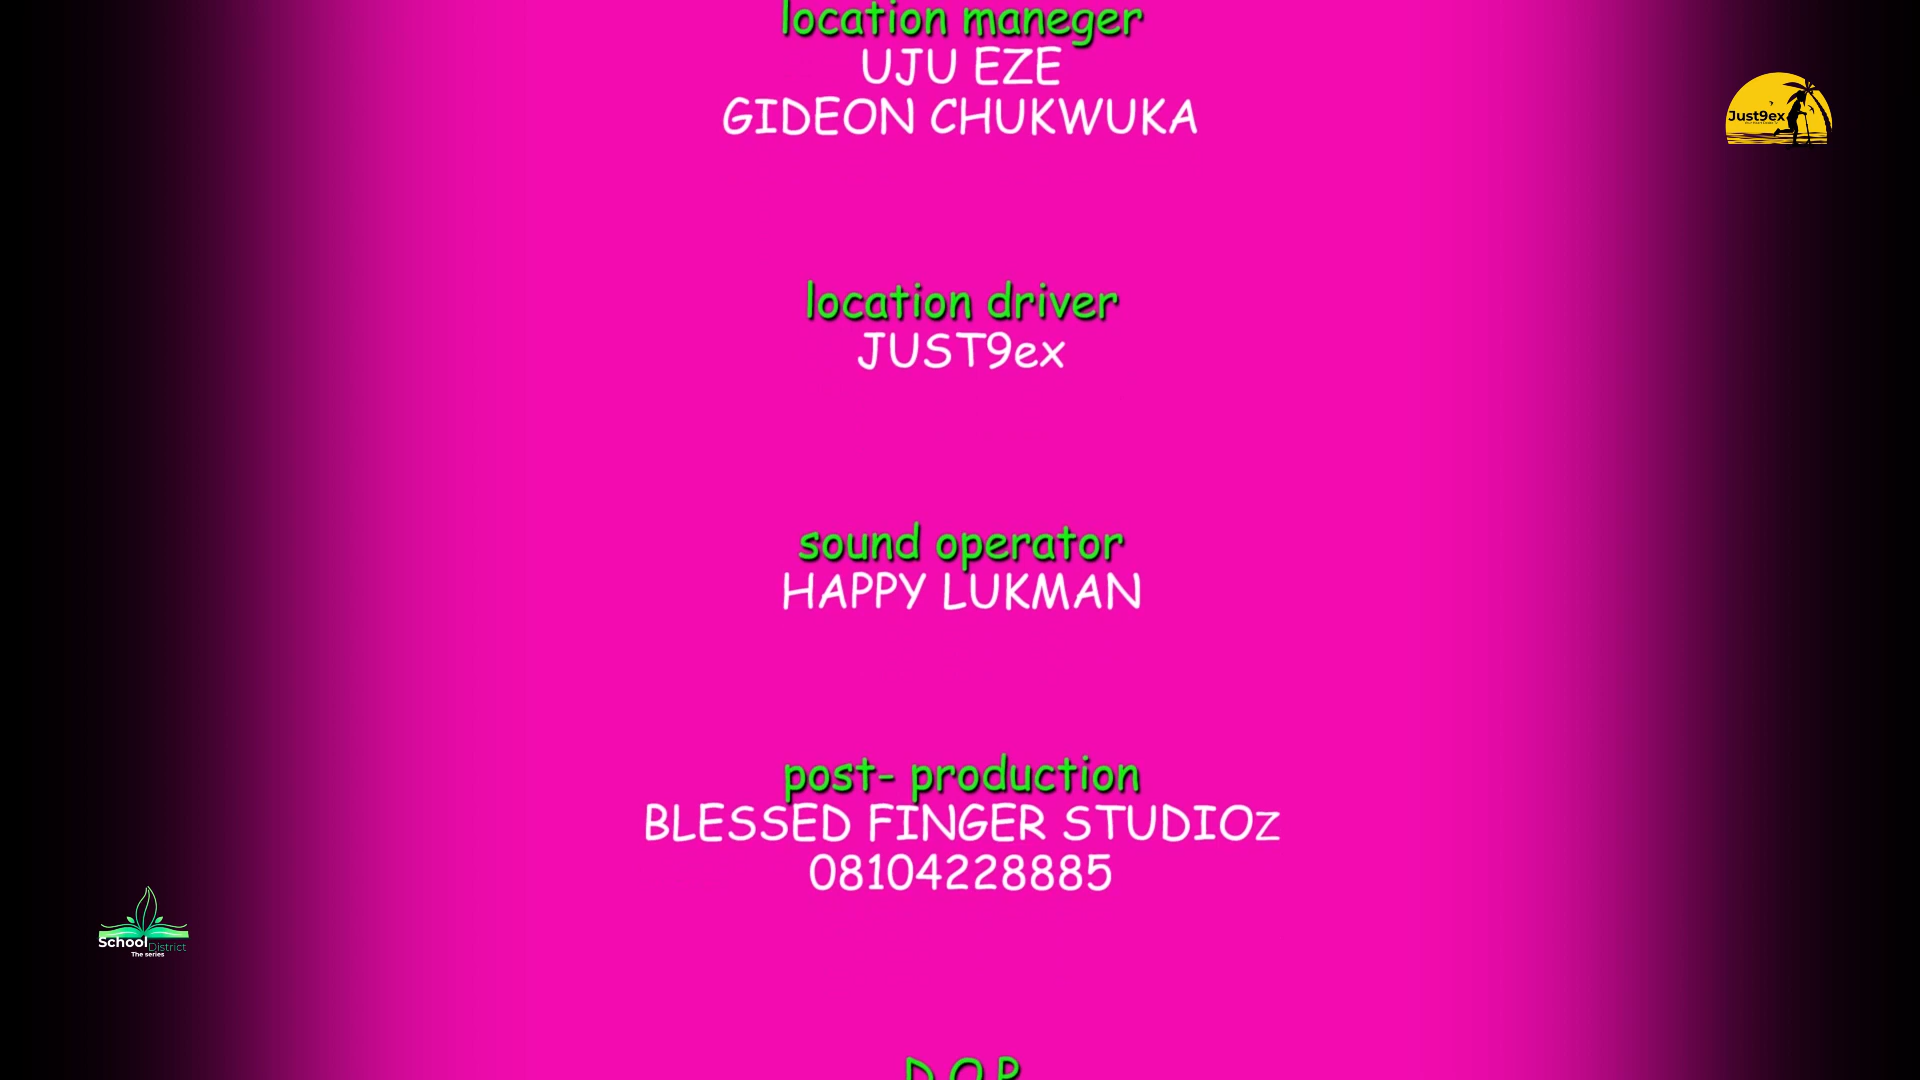 location maneger
UJU EZE
GIDEON CHUKWUKA
Just9ex
location driver
JUST9ex
sound operator
HAPPY LUKMAN
post- production
BLESSED FINGER STUDIOZ
08104228885
School District
The series
D.O.P